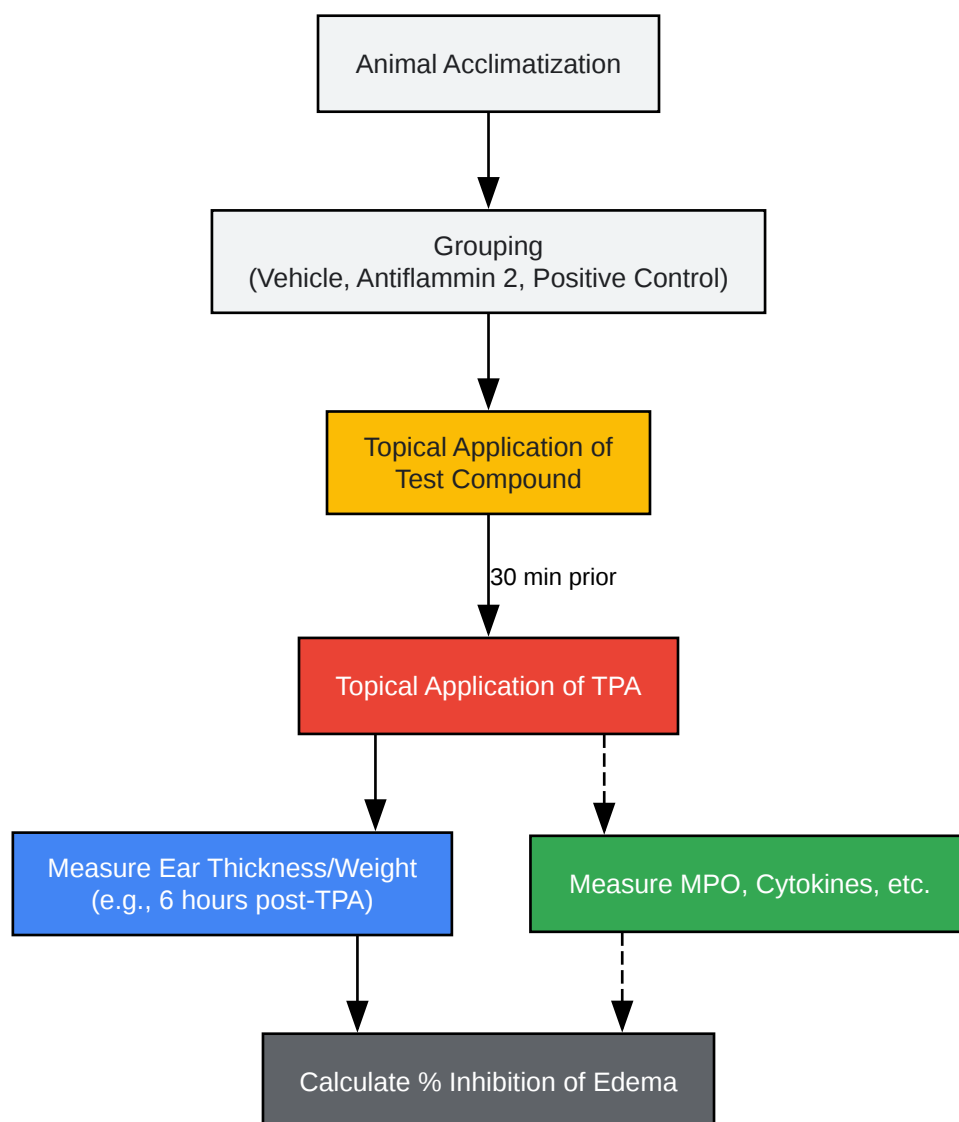 Animal Acclimatization
Grouping
(Vehicle, Antiflammin 2, Positive Control)
Topical Application of
Test Compound
30 min prior
Topical Application of TPA
Measure Ear Thickness/Weight
(e.g., 6 hours post-TPA)
Measure MPO, Cytokines, etc.
Calculate % Inhibition of Edema